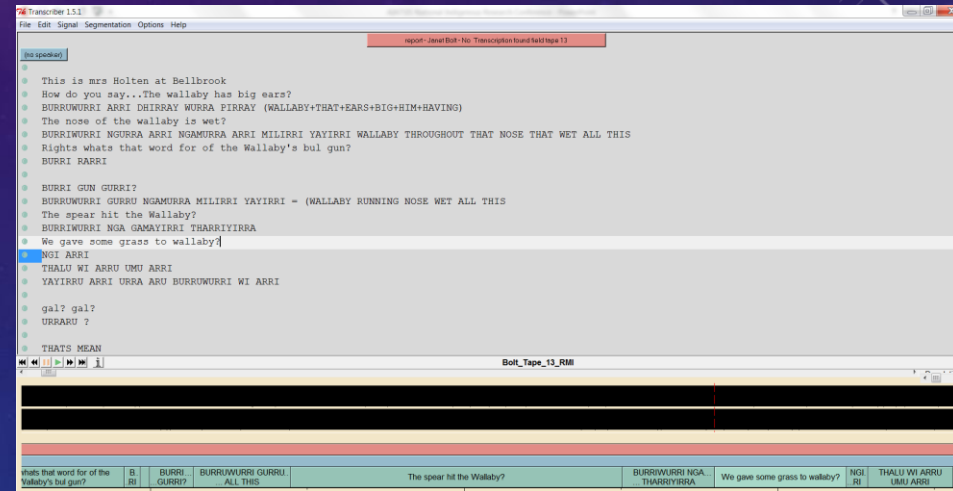 Transcriber 1.5.1
File Edit Signal Segmentation Options Help
report - Janet Bolt - No. Transcription found field tape 13
(no speaker)
This is mrs Holten at Bellbrook
How do you say...The wallaby has big ears?
BURRUWURRI ARRI DHIRRAY WURRA PIRRAY (WALLABY+THAT+EARS+BIG+HIM+HAVING)
The nose of the wallaby is wet?
BURRIWURRI NGURRA ARRI NGAMURRA ARRI MILIRRI YAYIRRI WALLABY THROUGHOUT THAT NOSE THAT WET ALL THIS
Rights whats that word for of the Wallaby's bul gun?
BURRI RARRI
BURRI GUN GURRI?
BURRUWURRI GURRU NGAMURRA MILIRRI YAYIRRI = (WALLABY RUNNING NOSE WET ALL THIS
The spear hit the Wallaby?
BURRIWURRI NGA GAMAYIRRI THARRIYIRRA
We gave some grass to wallaby?
NGI ARRI
THALU WI ARRU UMU ARRI
YAYIRRU ARRI URRA ARU BURRUWURRI WI ARRI
gal? gal?
URRARU ?
THATS MEAN
Bolt_Tape_13_RMI
whats that word for of the Wallaby's bul gun?
B... ..RI
BURRI... ...GURRI?
BURRUWURRI GURRU... ... ALL THIS
The spear hit the Wallaby?
BURRIWURRI NGA... ... THARRIYIRRA
We gave some grass to wallaby?
NGI... ..RI
THALU WI ARRU UMU ARRI